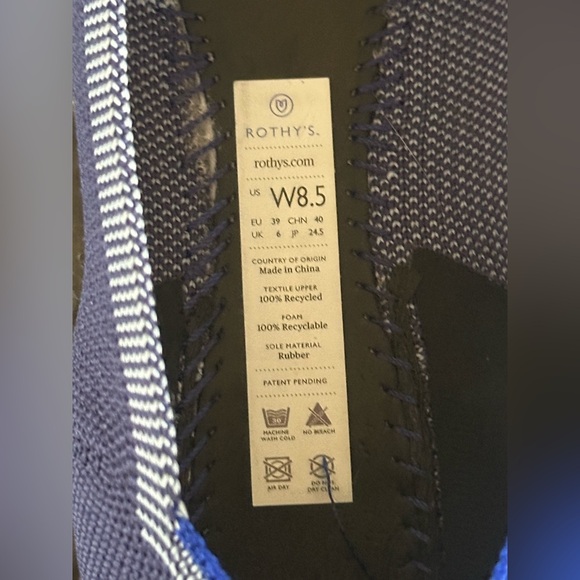 ROTHY'S.
rothys.com
US W8.5
EU 39 CHN 40
UK 6 JP 24.5
COUNTRY OF ORIGIN
Made in China
TEXTILE UPPER
100% Recycled
FOAM
100% Recyclable
SOLE MATERIAL
Rubber
PATENT PENDING
30
MACHINE
WASH COLD
NO BLEACH
AIR DRY
DO NOT
DRY CLEAN